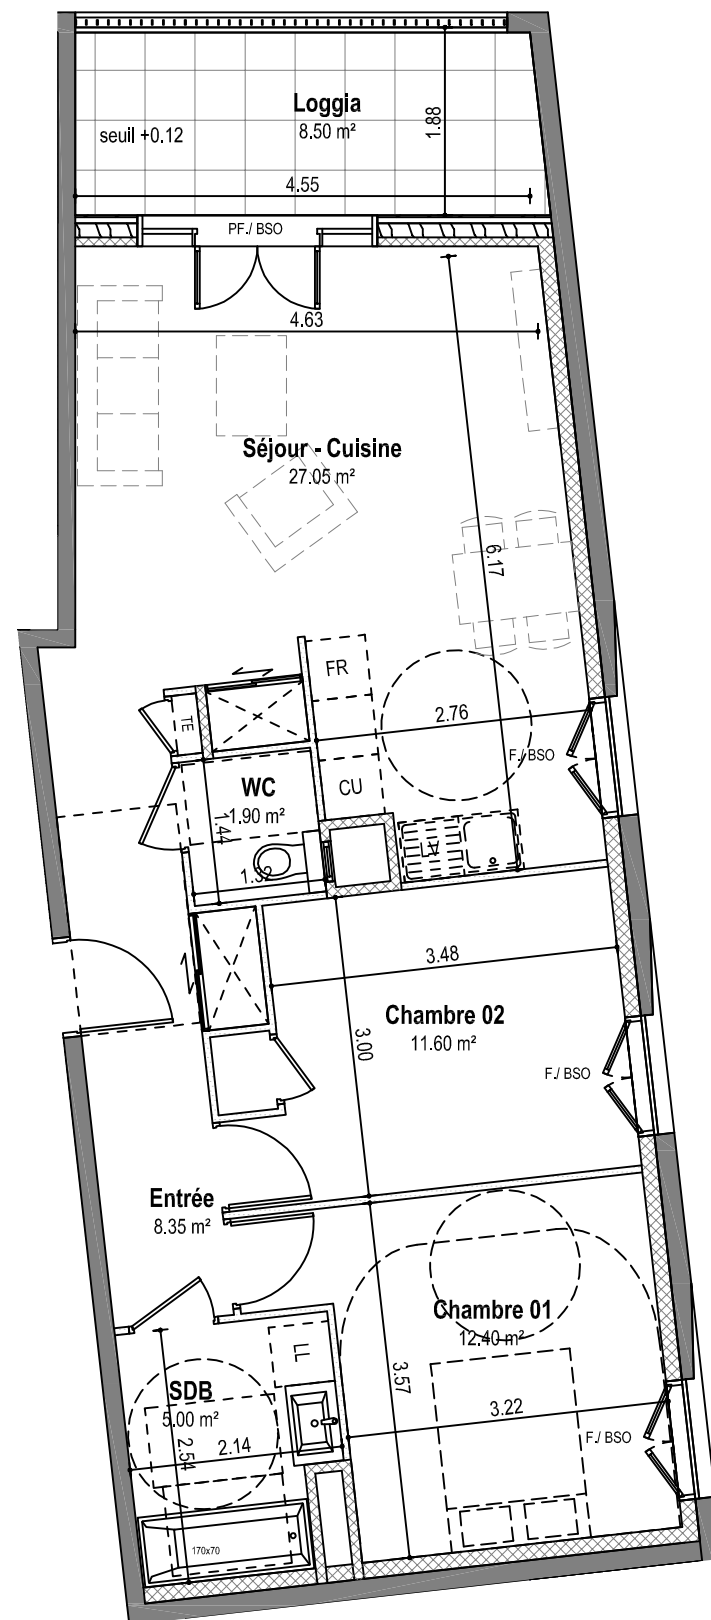 Loggia
8.50 m²
1.88
seuil +0.12
4.55
PF./ BSO
4.63
Séjour - Cuisine
27.05 m²
6.17
FR
TE
2.76
F./BSO
WC
1.90 m²
CU
1.44
LV
1.32
3.48
Chambre 02
11.60 m²
3.00
F./ BSO
Entrée
8.35 m²
Chambre 01
12.40 m²
LL
3.57
SDB
5.00 m²
3.22
2.54
2.14
F./ BSO
170x70